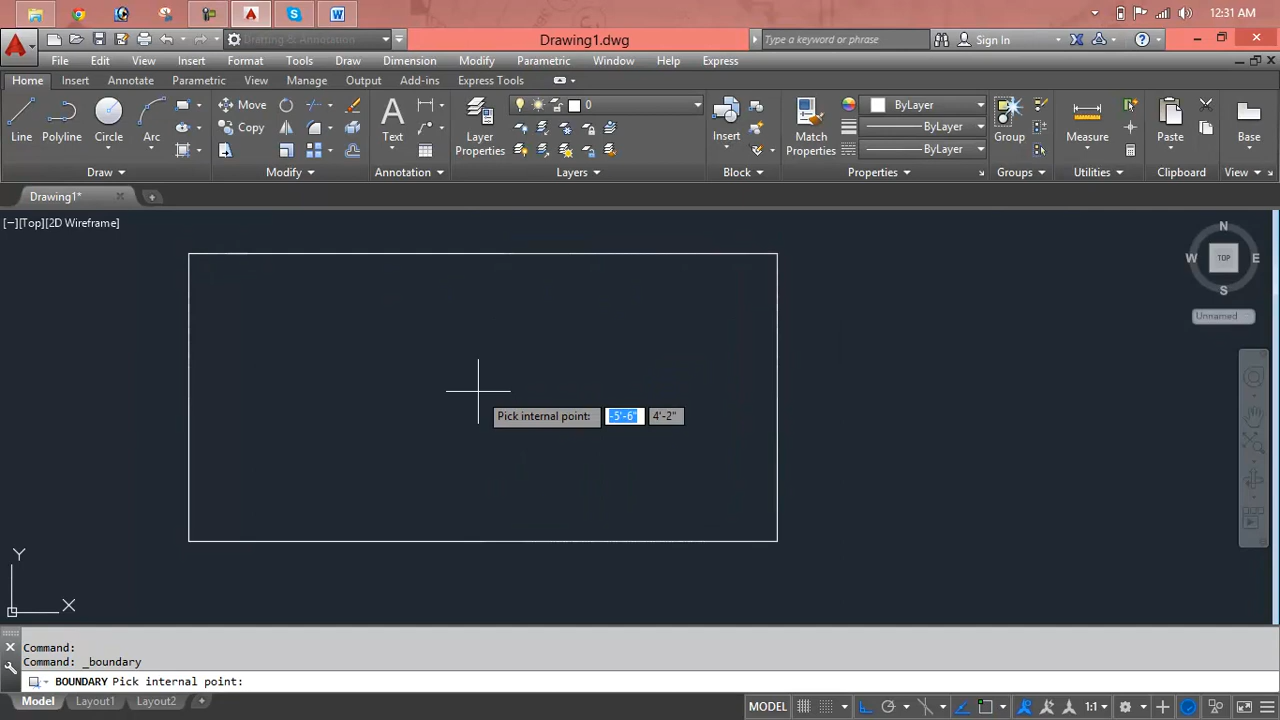 12:31 AM
Drafting & Annotation
Drawing1.dwg
Type a keyword or phrase
Sign In
File Edit View Insert Format Tools Draw Dimension Modify Parametric Window Help Express
Home Insert Annotation Parametric View Manage Output Add-ins Express Tools
Line Polyline Circle Arc
Move
Copy
Text
Layer Properties
0
Insert
Match Properties
ByLayer
ByLayer
ByLayer
Group
Measure
Paste
Base
Draw Modify Annotation Layers Block Properties Groups Utilities Clipboard View
Drawing1*
[−][Top][2D Wireframe]
N
W TOP E
S
Unnamed
Pick internal point: -5'-6" 4'-2"
Y
X
Command:
Command: _boundary
BOUNDARY Pick internal point:
Model Layout1 Layout2 +
MODEL 1:1